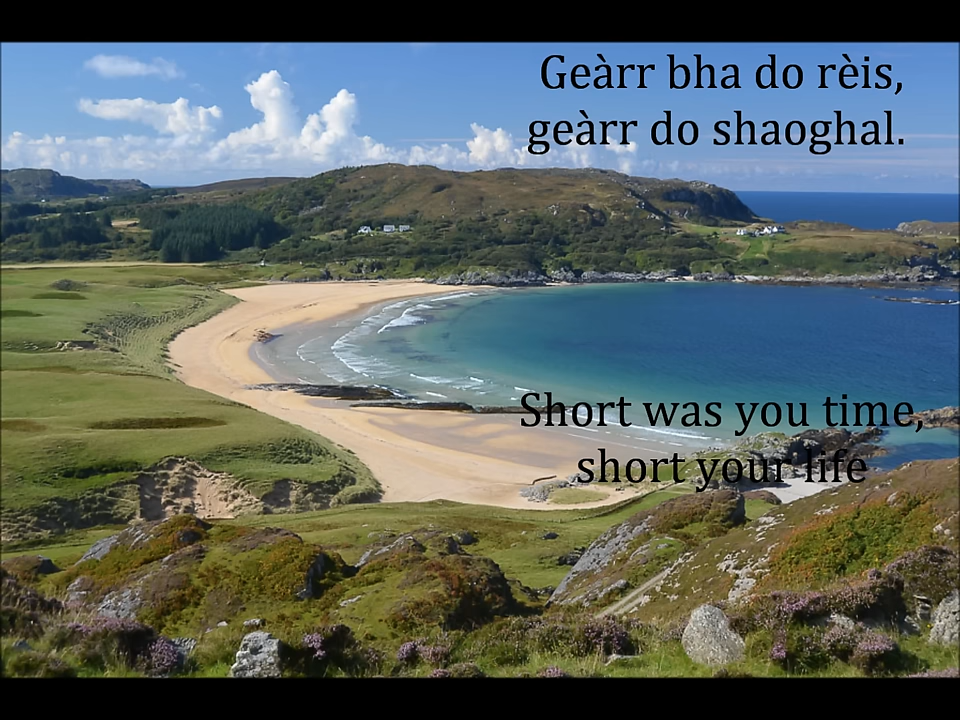 Geàrr bha do rèis,
geàrr do shaoghal.
Short was you time,
short your life